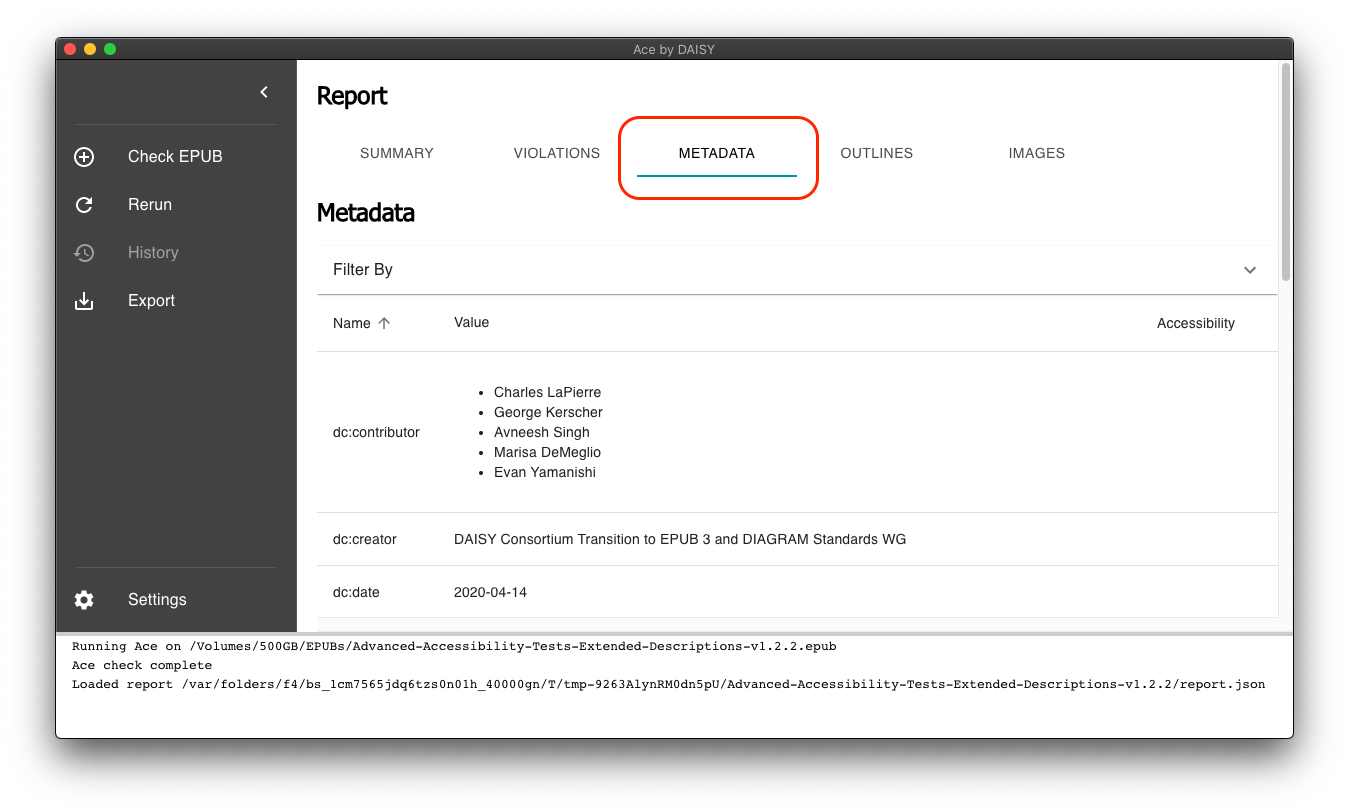 Ace by DAISY
Check EPUB
Rerun
History
Export
Settings
Report
SUMMARY VIOLATIONS METADATA OUTLINES IMAGES
Metadata
Filter By
Name Value Accessibility
dc:contributor
• Charles LaPierre
• George Kerscher
• Avneesh Singh
• Marisa DeMeglio
• Evan Yamanishi
dc:creator DAISY Consortium Transition to EPUB 3 and DIAGRAM Standards WG
dc:date 2020-04-14
Running Ace on /Volumes/500GB/EPUBs/Advanced-Accessibility-Tests-Extended-Descriptions-v1.2.2.epub
Ace check complete
Loaded report /var/folders/f4/bs_1cm7565jdq6tzs0n01h_40000gn/T/tmp-9263AlynRM0dn5pU/Advanced-Accessibility-Tests-Extended-Descriptions-v1.2.2/report.json